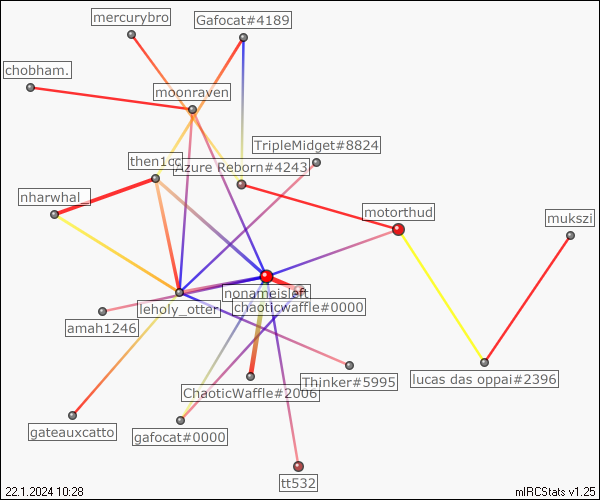 mercurybro
Gafocat#4189
chobham.
moonraven
TripleMidget#8824
then1cc
Azure Reborn#4243
nharwhal_
motorthud
mukszi
nonameisleft
leholy_otter
chaoticwaffle#0000
amah1246
ChaoticWaffle#2006
Thinker#5995
lucas das oppai#2396
gateauxcatto
gafocat#0000
tt532
22.1.2024 10:28
mIRCStats v1.25